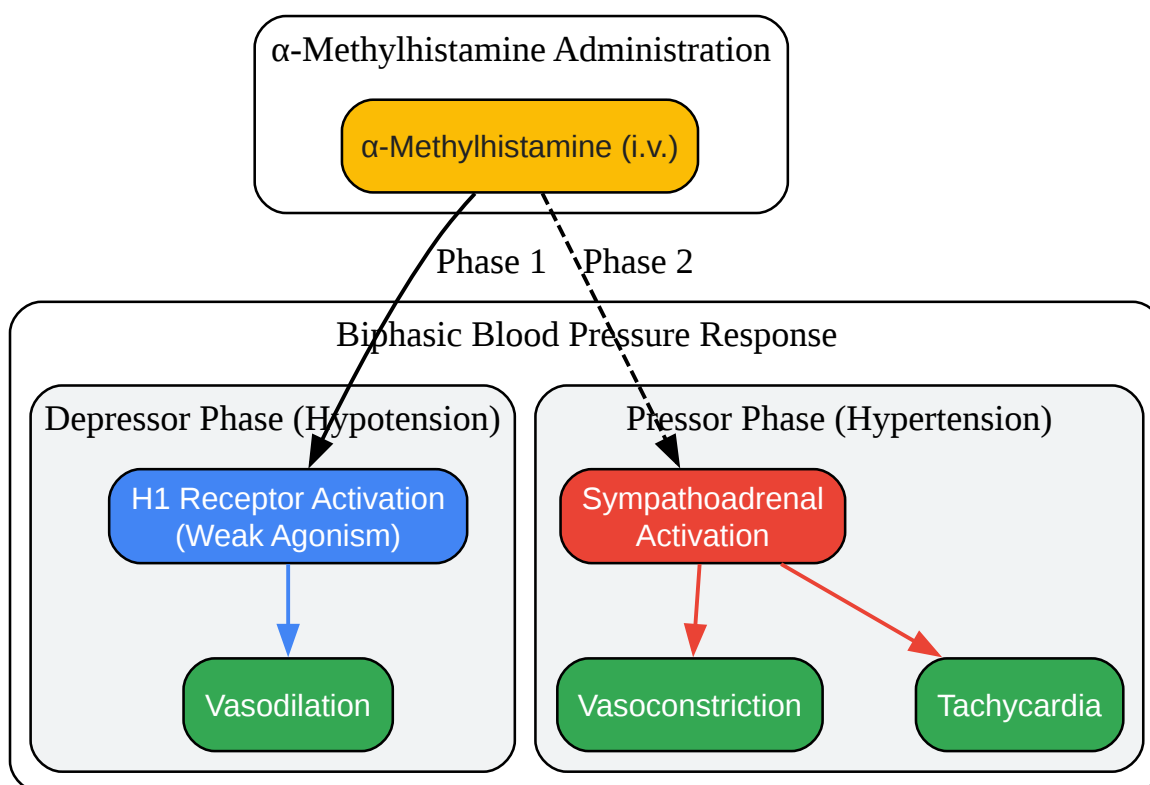 α-Methylhistamine Administration
α-Methylhistamine (i.v.)
Phase 1
Phase 2
Biphasic Blood Pressure Response
Depressor Phase (Hypotension)
Pressor Phase (Hypertension)
H1 Receptor Activation
(Weak Agonism)
Sympathoadrenal
Activation
Vasodilation
Vasoconstriction
Tachycardia